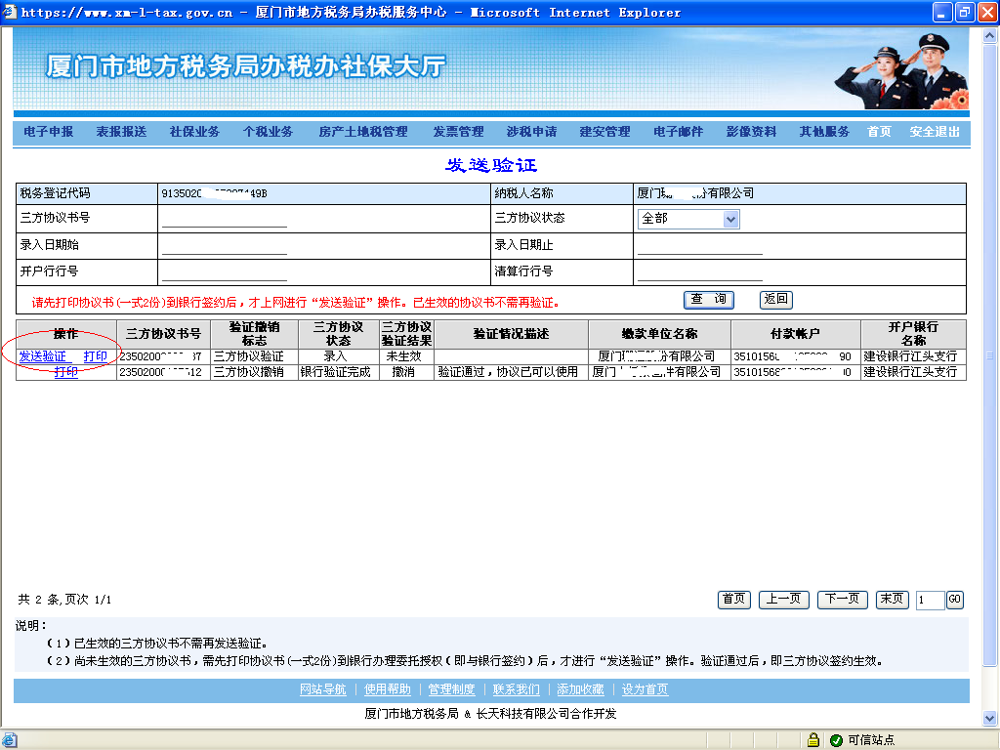 https://www.xm-l-tax.gov.cn - 厦门市地方税务局办税服务中心 - Microsoft Internet Explorer
厦门市地方税务局办税办社保大厅
电子申报 表报报送 社保业务 个税业务 房产土地税管理 发票管理 涉税申请 建安管理 电子邮件 影像资料 其他服务 首页 安全退出
发送验证
税务登记代码 913502 449B 纳税人名称 厦门 份有限公司
三方协议书号 三方协议状态 全部
录入日期始 录入日期止
开户行行号 清算行行号
请先打印协议书(一式2份)到银行签约后，才上网进行“发送验证”操作。已生效的协议书不需再验证。 查 询 返回
操作 三方协议书号 验证撤销标志 三方协议状态 三方协议验证结果 验证情况描述 缴款单位名称 付款帐户 开户银行名称
发送验证 打印 2350200 37 三方协议验证 录入 未生效 厦门 份有限公司 3510156 90 建设银行江头支行
打印 2350200 12 三方协议撤销 银行验证完成 撤消 验证通过，协议已可以使用 厦门 件有限公司 3510156 0 建设银行江头支行
共 2 条,页次 1/1 首页 上一页 下一页 末页 1 GO
说明：
（1）已生效的三方协议书不需再发送验证。
（2）尚未生效的三方协议书，需先打印协议书(一式2份)到银行办理委托授权（即与银行签约）后，才进行“发送验证”操作。验证通过后，即三方协议签约生效。
网站导航 | 使用帮助 | 管理制度 | 联系我们 | 添加收藏 | 设为首页
厦门市地方税务局 & 长天科技有限公司合作开发
可信站点